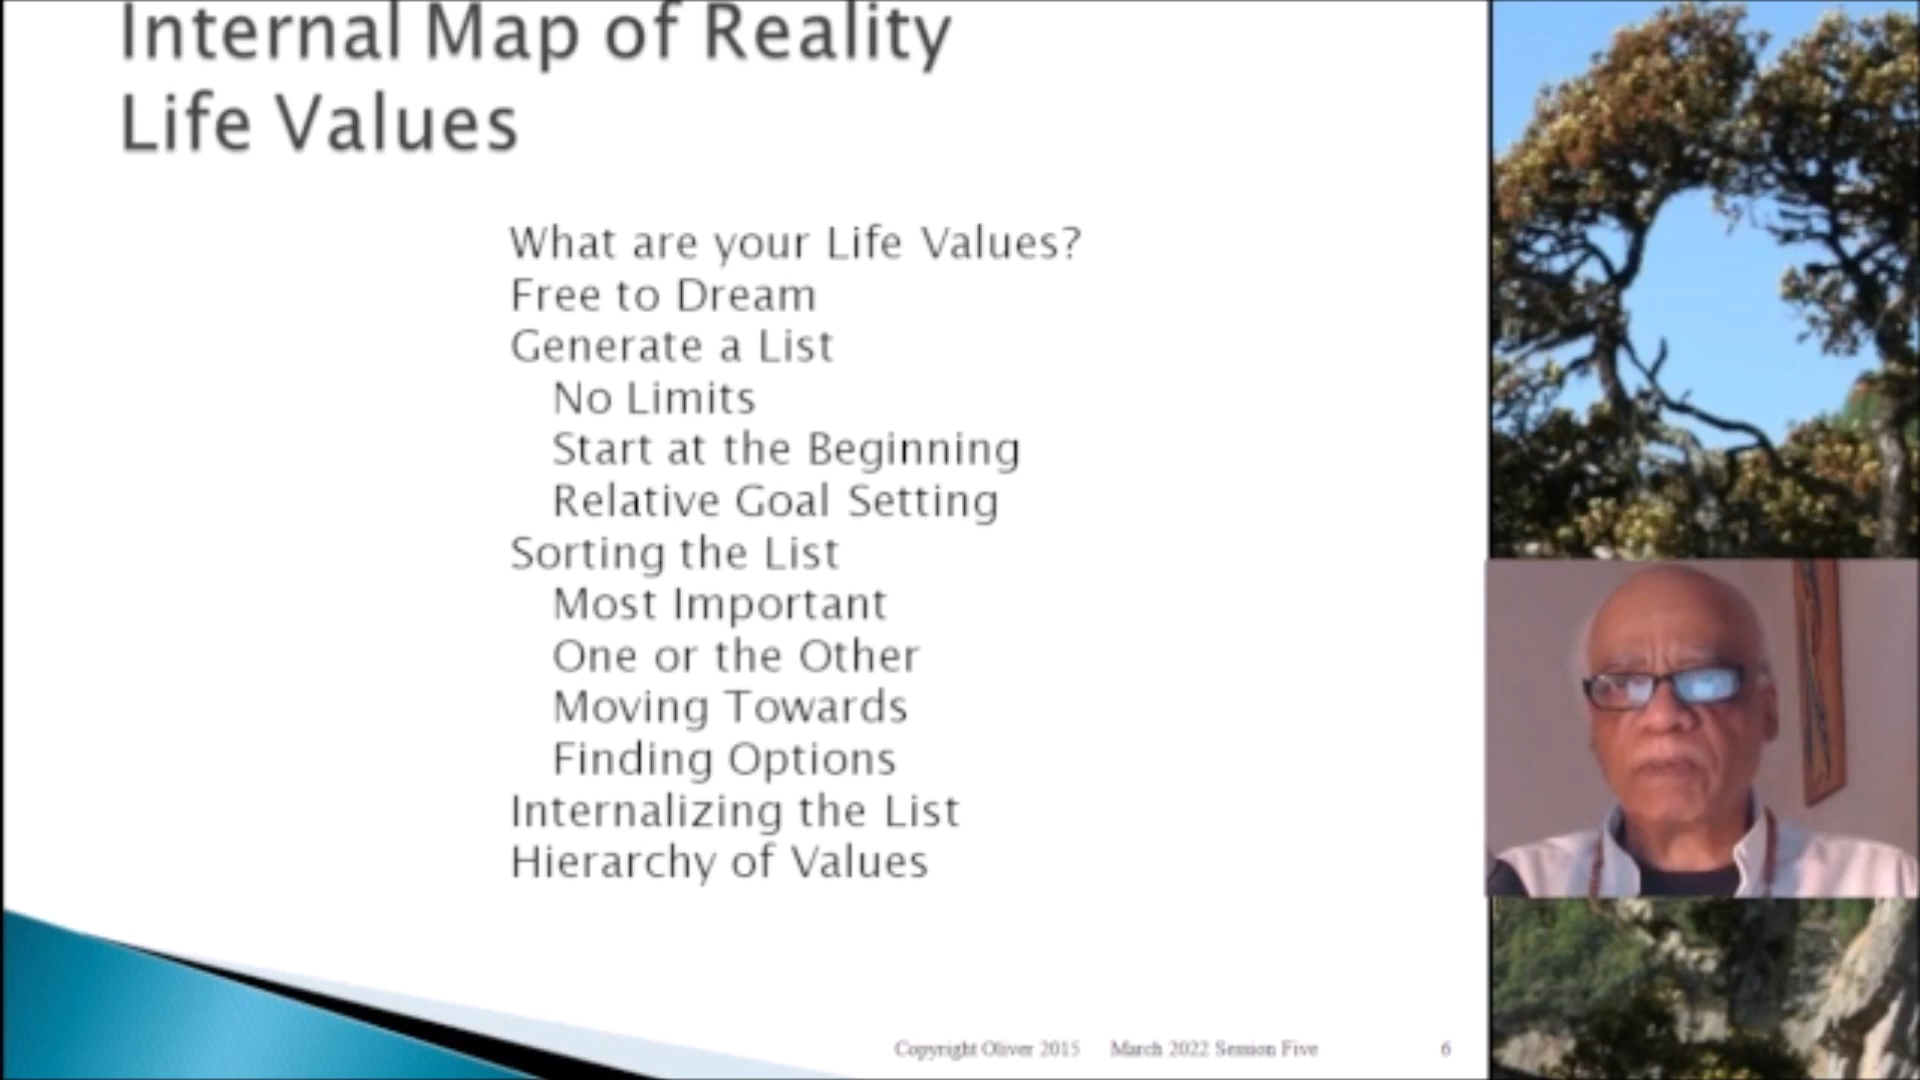 Internal Map of Reality
Life Values
What are your Life Values?
Free to Dream
Generate a List
No Limits
Start at the Beginning
Relative Goal Setting
Sorting the List
Most Important
One or the Other
Moving Towards
Finding Options
Internalizing the List
Hierarchy of Values
Copyright Oliver 2015 March 2022 Session Five 6